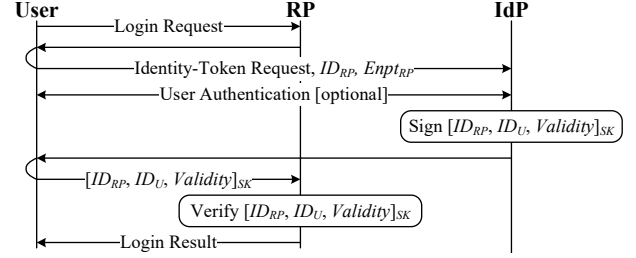 User RP IdP
Login Request
Identity-Token Request, ID_RP, Enpt_RP
User Authentication [optional]
Sign [ID_RP, ID_U, Validity]_SK
[ID_RP, ID_U, Validity]_SK
Verify [ID_RP, ID_U, Validity]_SK
Login Result